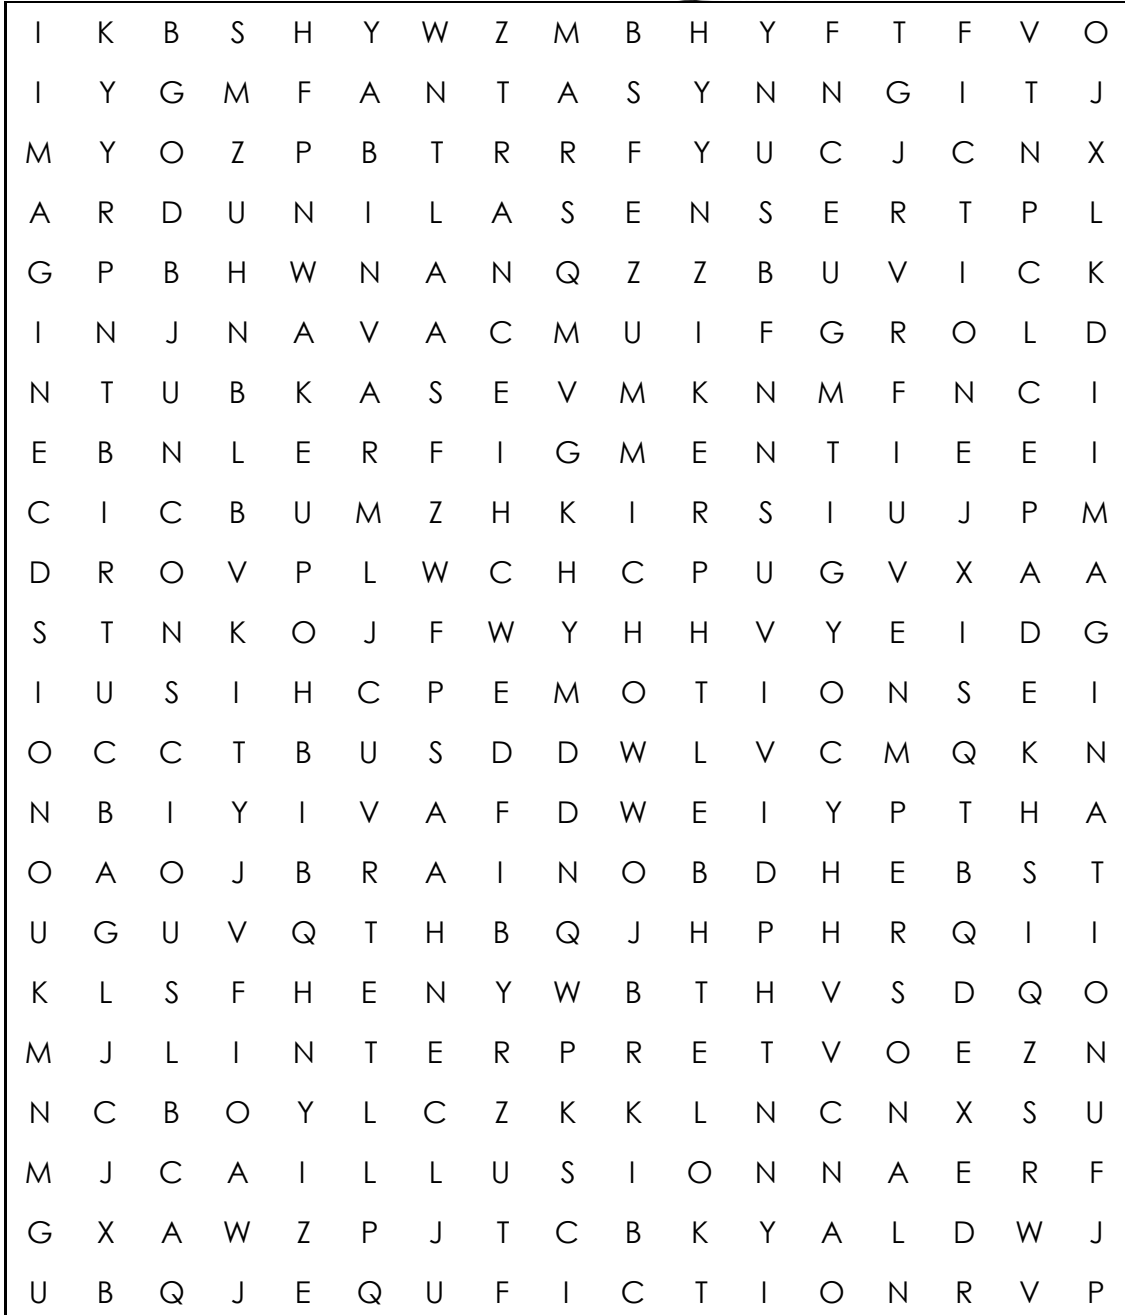 I K B S H Y W Z M B H Y F T F V O
I Y G M F A N T A S Y N N G I T J
M Y O Z P B T R R F Y U C J C N X
A R D U N I L A S E N S E R T P L
G P B H W N A N Q Z Z B U V I C K
I N J N A V A C M U I F G R O L D
N T U B K A S E V M K N M F N C I
E B N L E R F I G M E N T I E E I
C I C B U M Z H K I R S I U J P M
D R O V P L W C H C P U G V X A A
S T N K O J F W Y H H V Y E I D G
I U S I H C P E M O T I O N S E I
O C C T B U S D D W L V C M Q K N
N B I Y I V A F D W E I Y P T H A
O A O J B R A I N O B D H E B S T
U G U V Q T H B Q J H P H R Q I I
K L S F H E N Y W B T H V S D Q O
M J L I N T E R P R E T V O E Z N
N C B O Y L C Z K K L N C N X S U
M J C A I L L U S I O N N A E R F
G X A W Z P J T C B K Y A L D W J
U B Q J E Q U F I C T I O N R V P